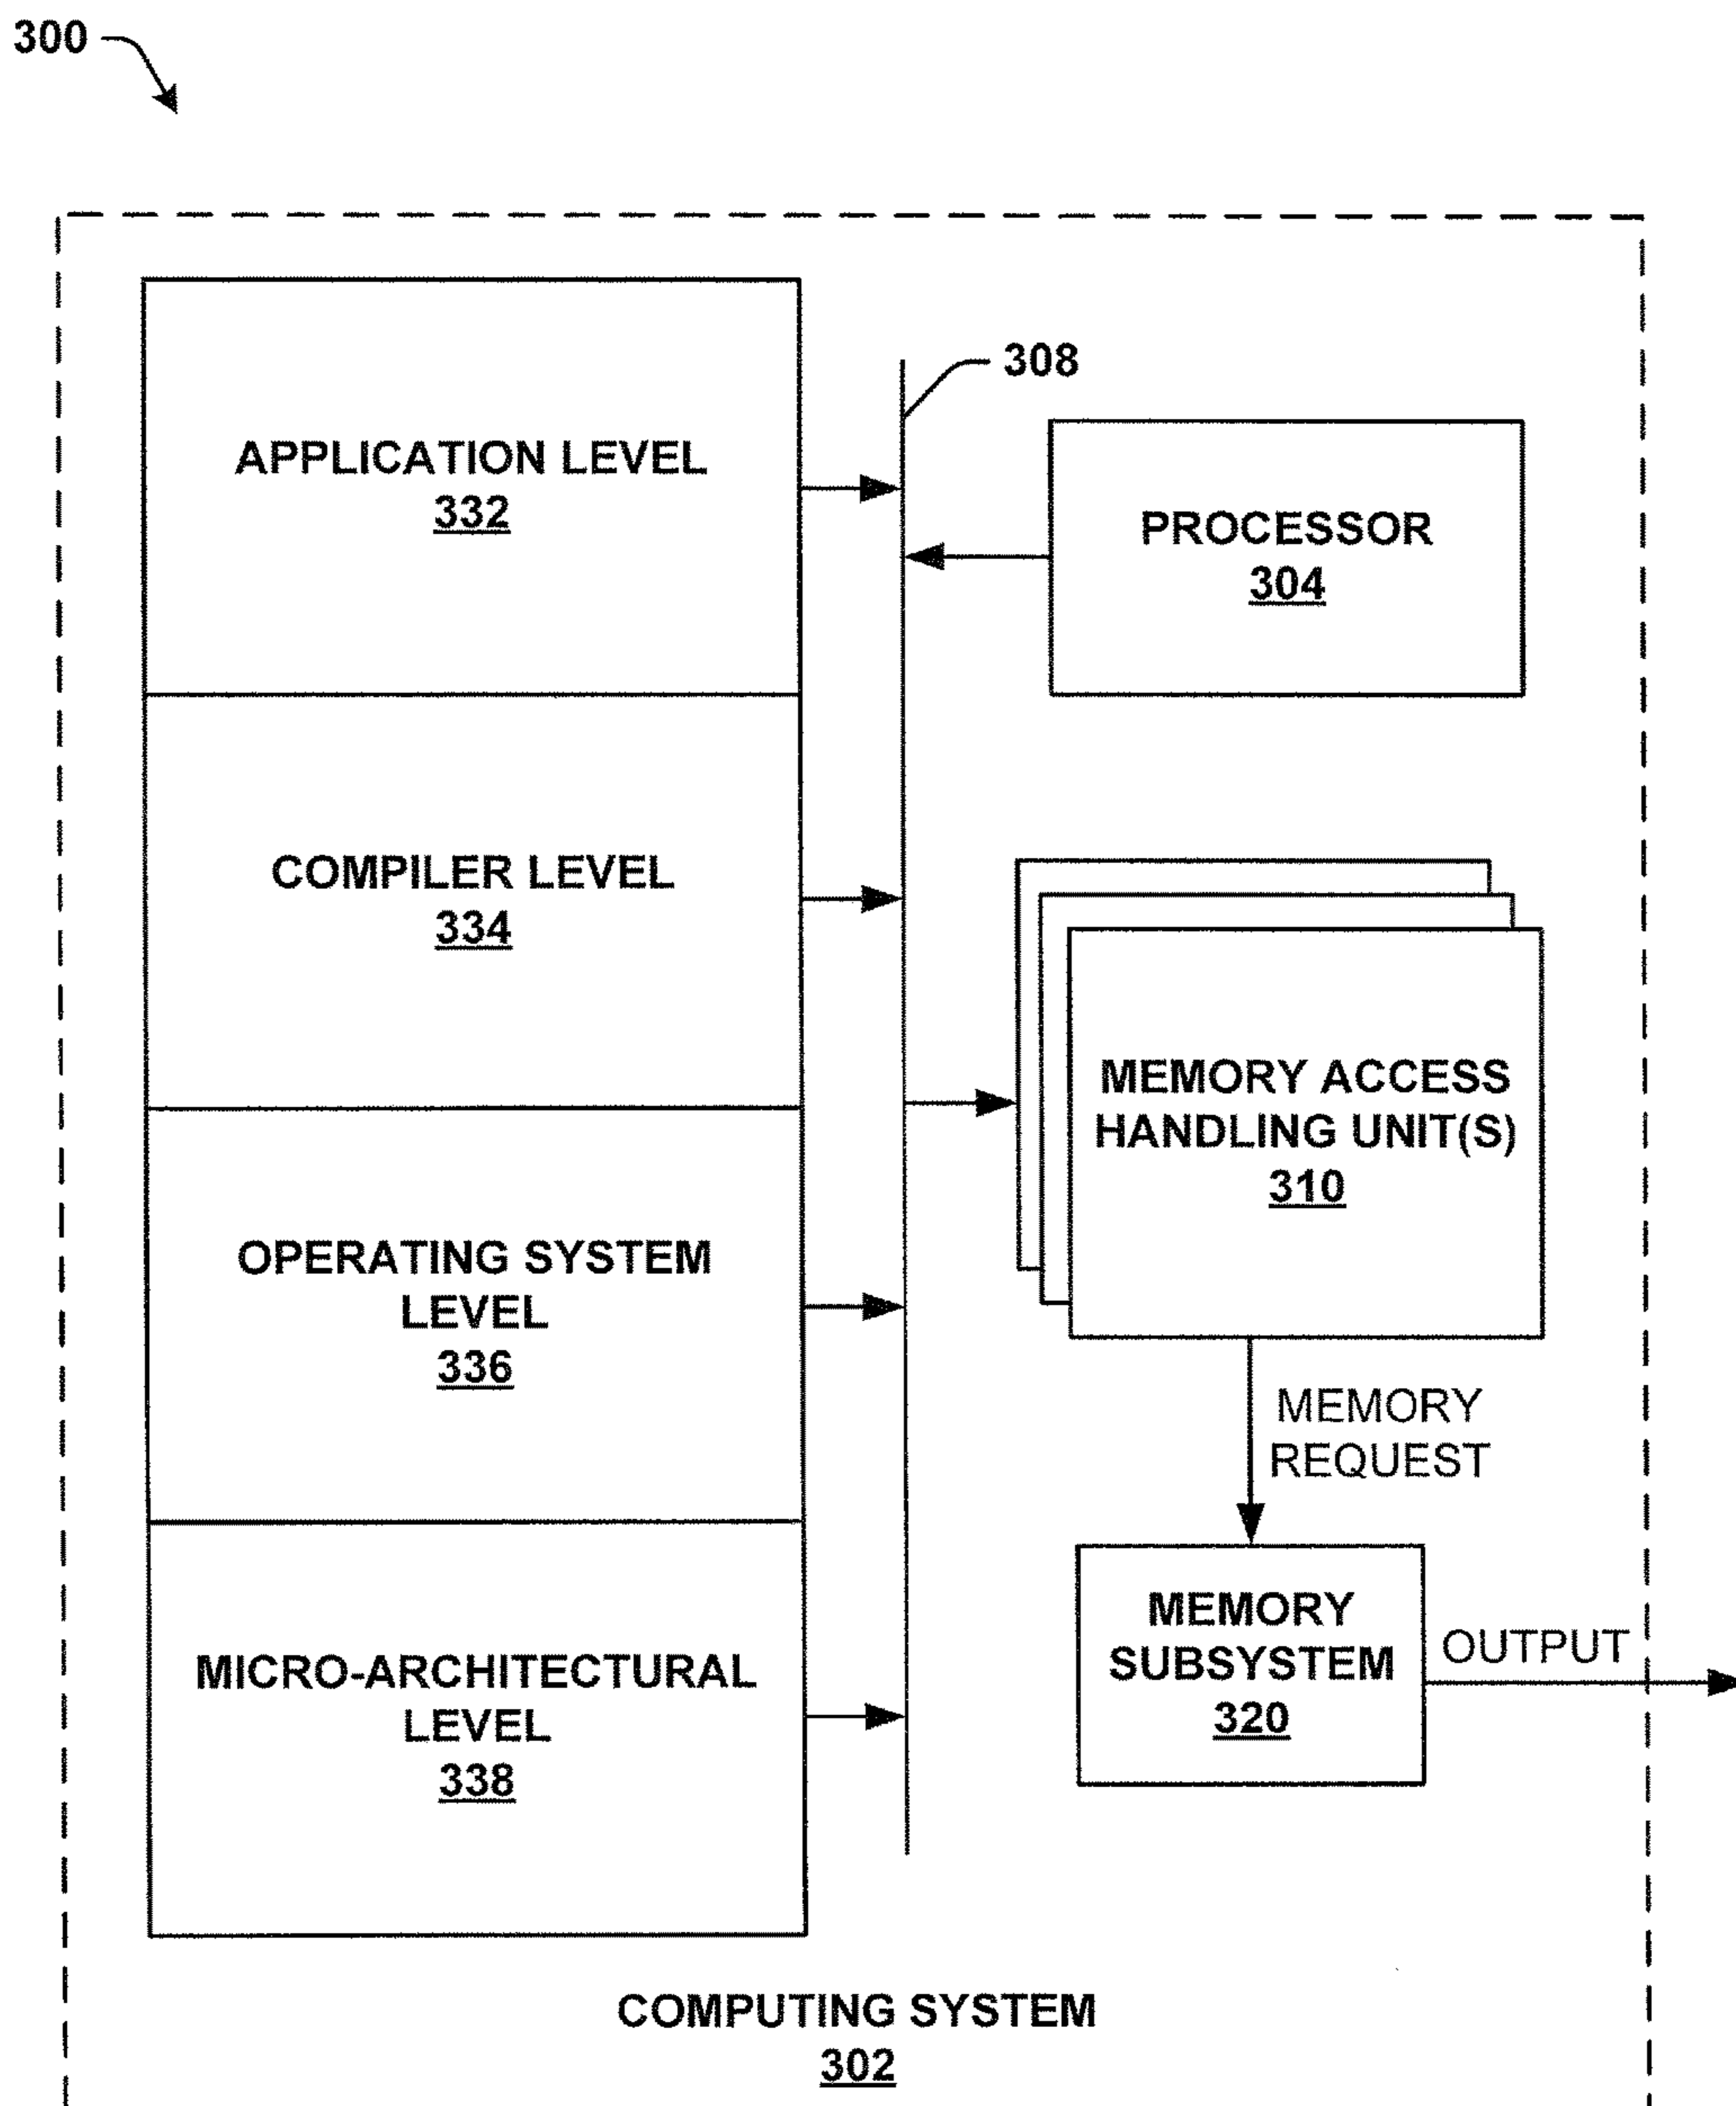 300
308
APPLICATION LEVEL
332
PROCESSOR
304
COMPILER LEVEL
334
MEMORY ACCESS
HANDLING UNIT(S)
310
OPERATING SYSTEM
LEVEL
336
MEMORY
REQUEST
MEMORY
SUBSYSTEM
320
OUTPUT
MICRO-ARCHITECTURAL
LEVEL
338
COMPUTING SYSTEM
302